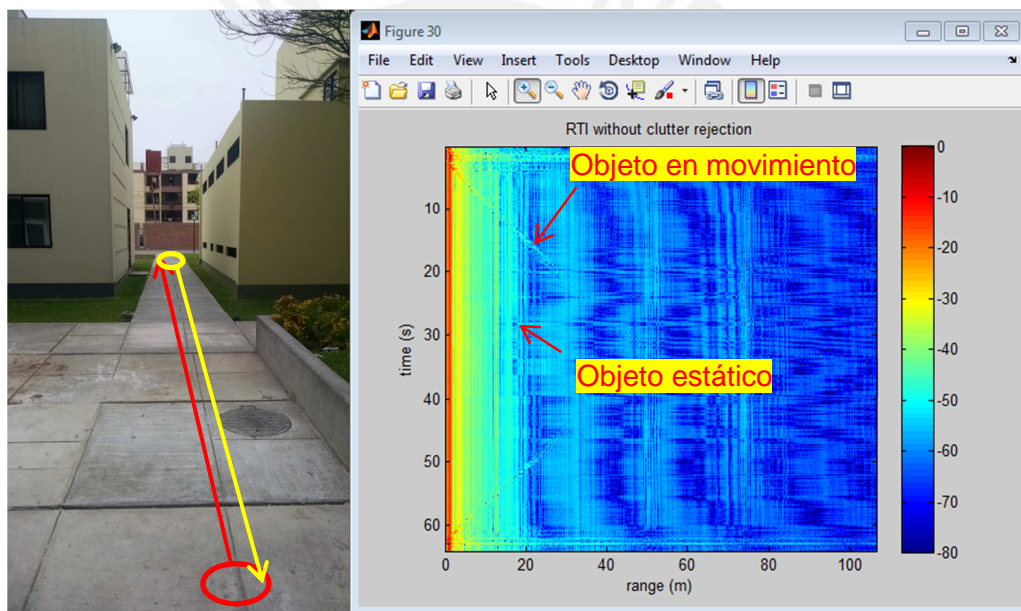 Figure 30
File Edit View Insert Tools Desktop Window Help
RTI without clutter rejection
Objeto en movimiento
Objeto estático
time (s)
10
20
30
40
50
60
0 20 40 60 80 100
range (m)
0
-10
-20
-30
-40
-50
-60
-70
-80